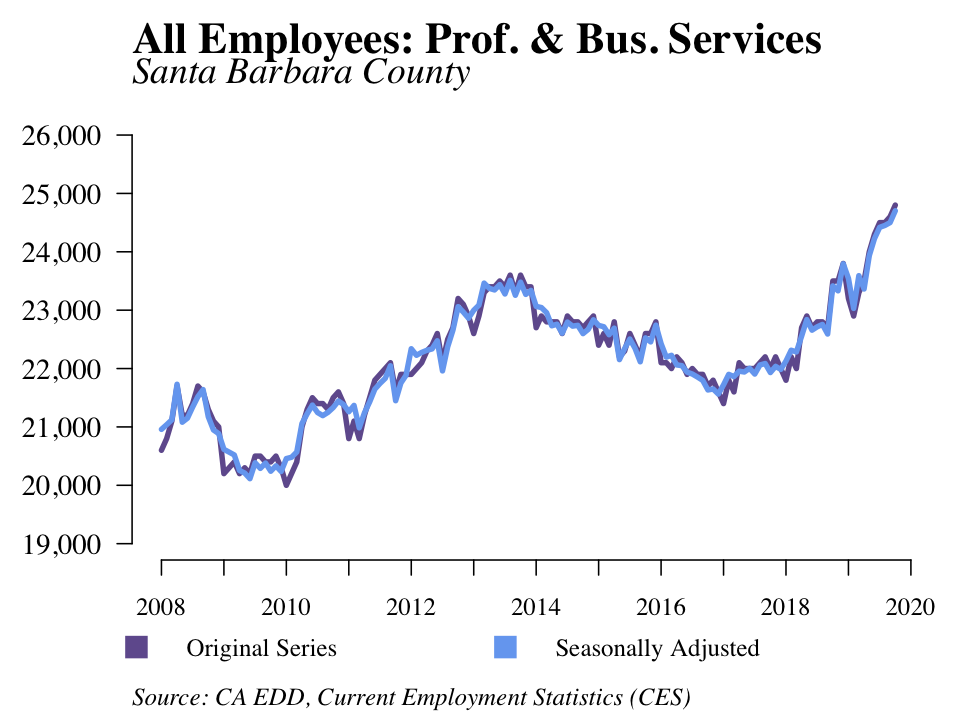 All Employees: Prof. & Bus. Services
Santa Barbara County
26,000
25,000
24,000
23,000
22,000
21,000
20,000
19,000
2008 2010 2012 2014 2016 2018 2020
Original Series Seasonally Adjusted
Source: CA EDD, Current Employment Statistics (CES)